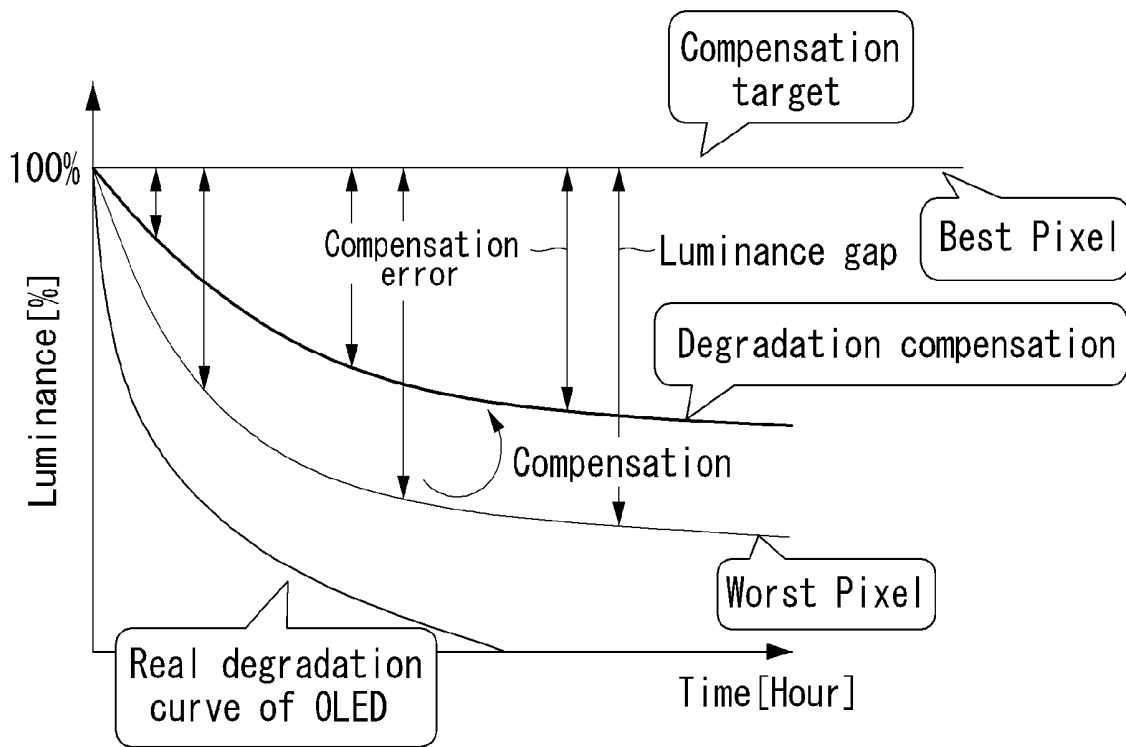 Compensation
target
100%
Compensation
error
Luminance gap
Best Pixel
Luminance[%]
Degradation compensation
Compensation
Worst Pixel
Real degradation
curve of OLED
Time[Hour]